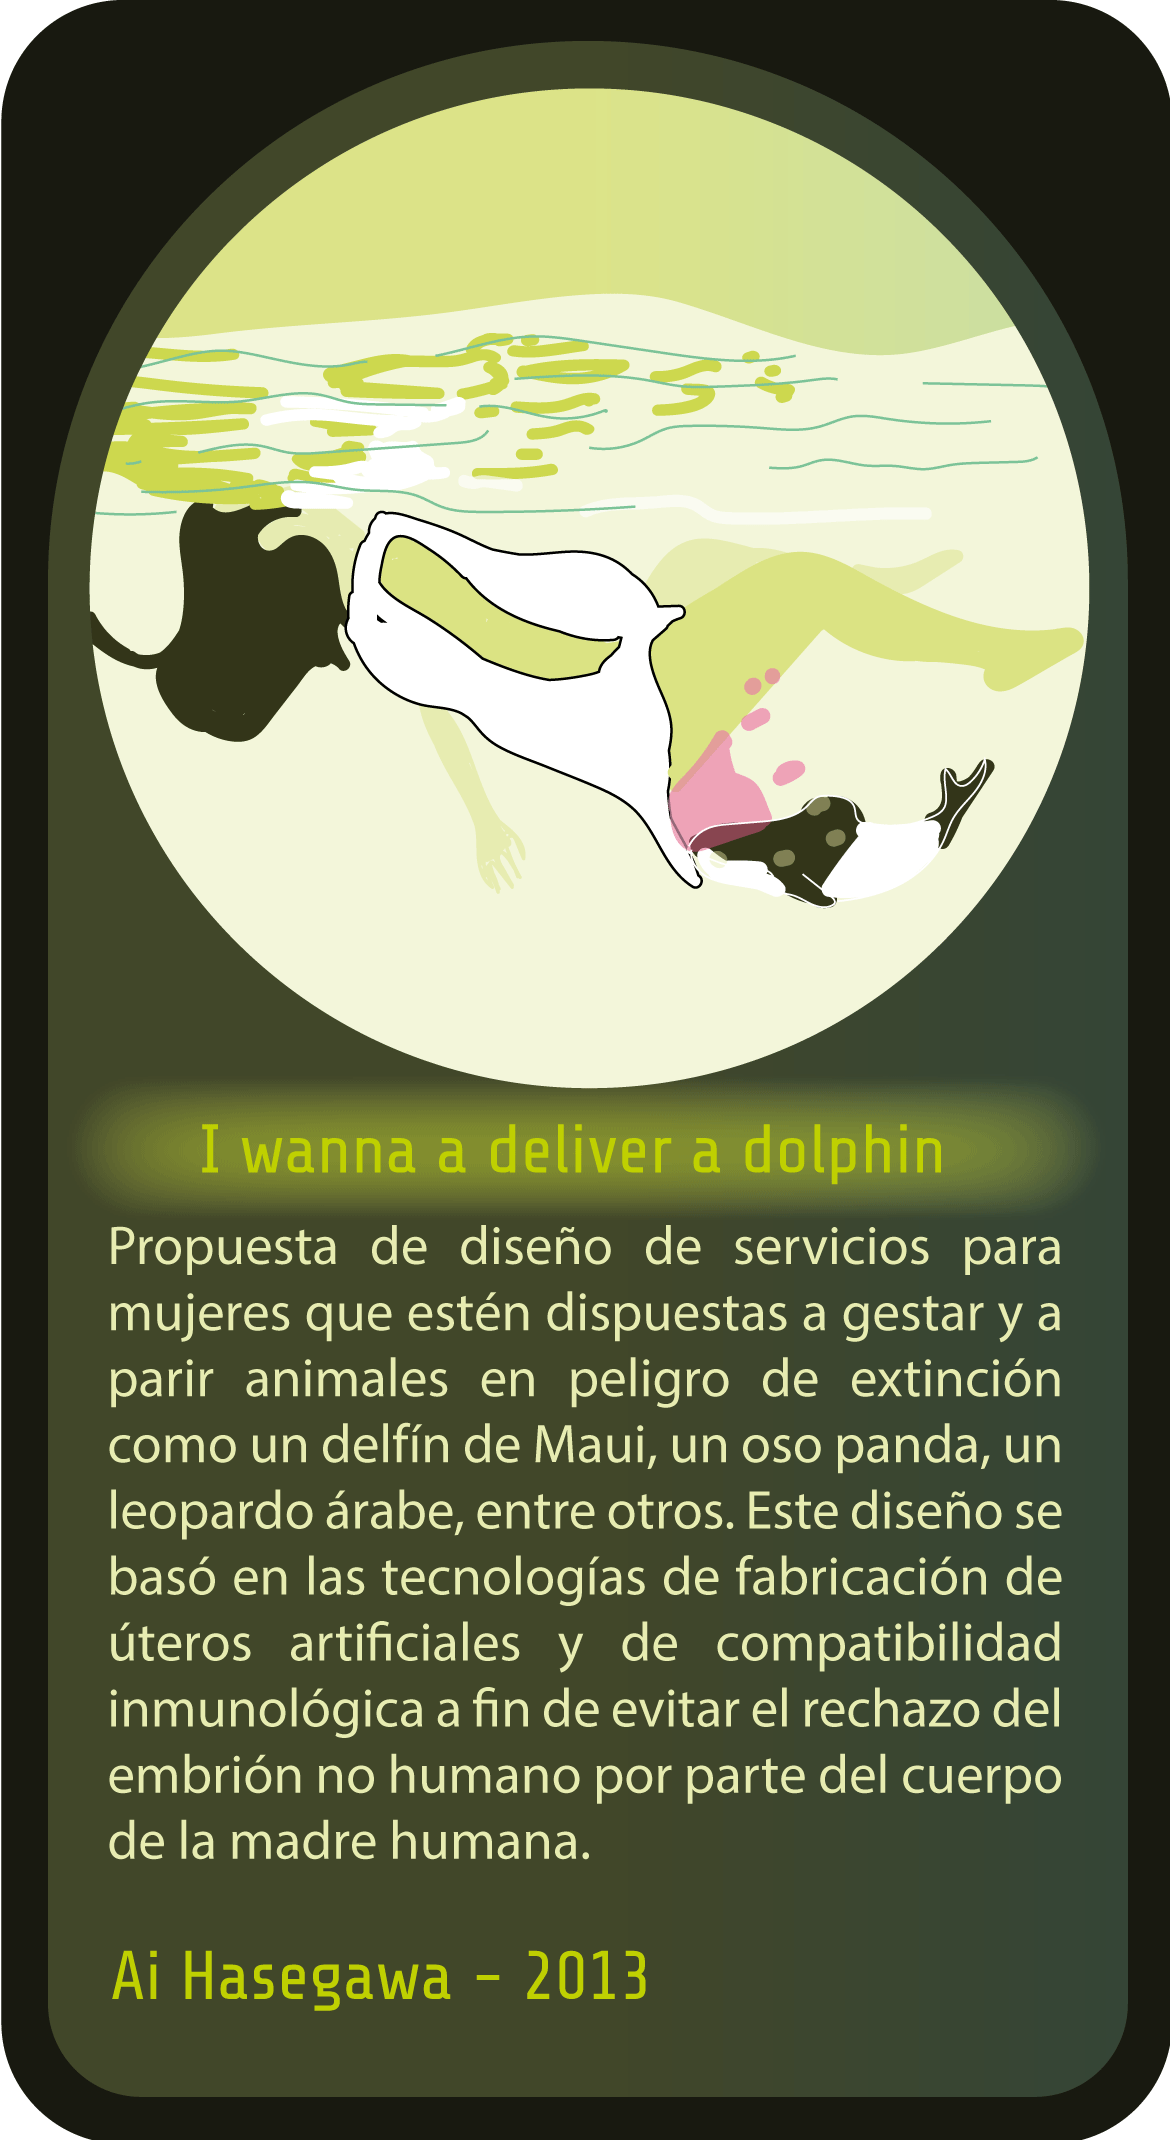 I wanna a deliver a dolphin
Propuesta de diseño de servicios para
mujeres que estén dispuestas a gestar y a
parir animales en peligro de extinción
como un delfín de Maui, un oso panda, un
leopardo árabe, entre otros. Este diseño se
basó en las tecnologías de fabricación de
úteros artificiales y de compatibilidad
inmunológica a fin de evitar el rechazo del
embrión no humano por parte del cuerpo
de la madre humana.
Ai Hasegawa – 2013